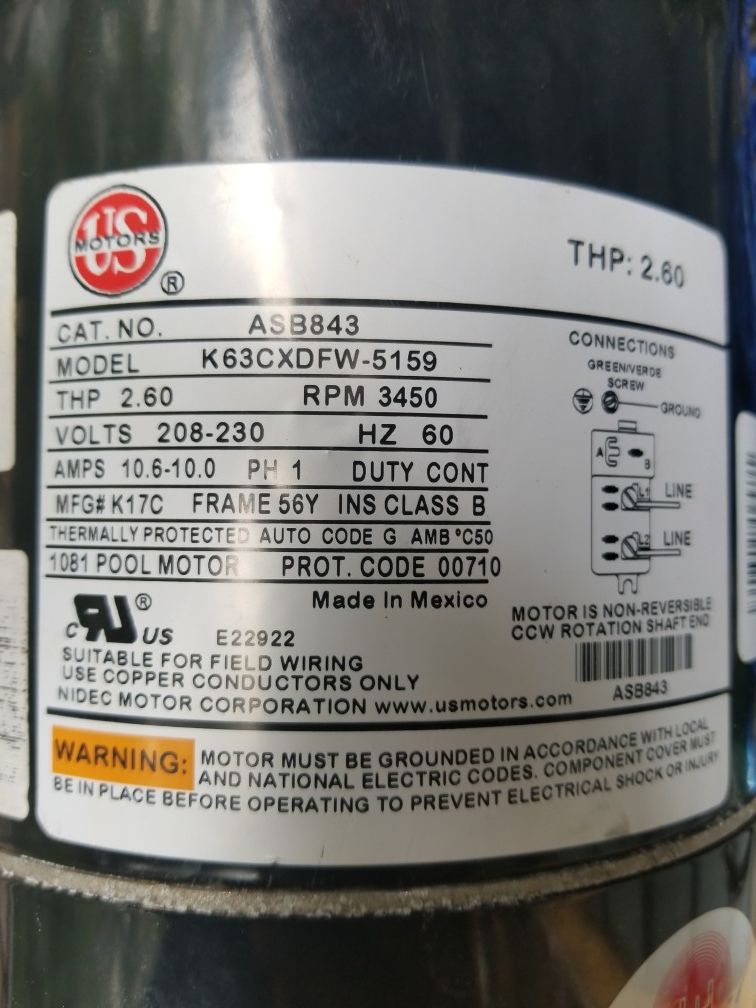 US
MOTORS
®
THP: 2.60
CAT. NO. ASB843
MODEL K63CXDFW-5159
THP 2.60 RPM 3450
VOLTS 208-230 HZ 60
AMPS 10.6-10.0 PH 1 DUTY CONT
MFG# K17C FRAME 56Y INS CLASS B
THERMALLY PROTECTED AUTO CODE G AMB °C50
1081 POOL MOTOR PROT. CODE 00710
Made In Mexico
c RU ® US E22922
SUITABLE FOR FIELD WIRING
USE COPPER CONDUCTORS ONLY
NIDEC MOTOR CORPORATION www.usmotors.com
CONNECTIONS
GREEN/VERDE
SCREW
GROUND
A B
L1 LINE
L2 LINE
MOTOR IS NON-REVERSIBLE
CCW ROTATION SHAFT END
ASB843
WARNING: MOTOR MUST BE GROUNDED IN ACCORDANCE WITH LOCAL
AND NATIONAL ELECTRIC CODES. COMPONENT COVER MUST
BE IN PLACE BEFORE OPERATING TO PREVENT ELECTRICAL SHOCK OR INJURY